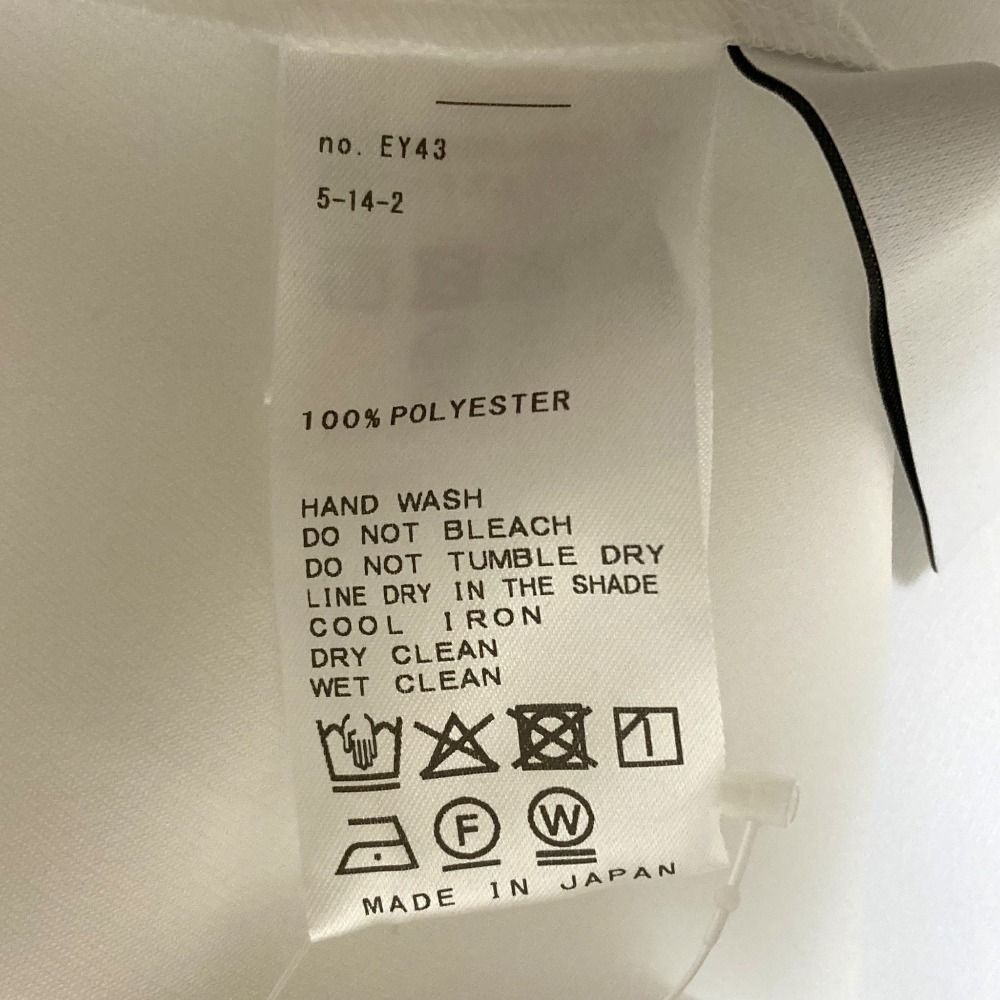 no. EY43
5-14-2
100% POLYESTER
HAND WASH
DO NOT BLEACH
DO NOT TUMBLE DRY
LINE DRY IN THE SHADE
COOL IRON
DRY CLEAN
WET CLEAN
F W
MADE IN JAPAN